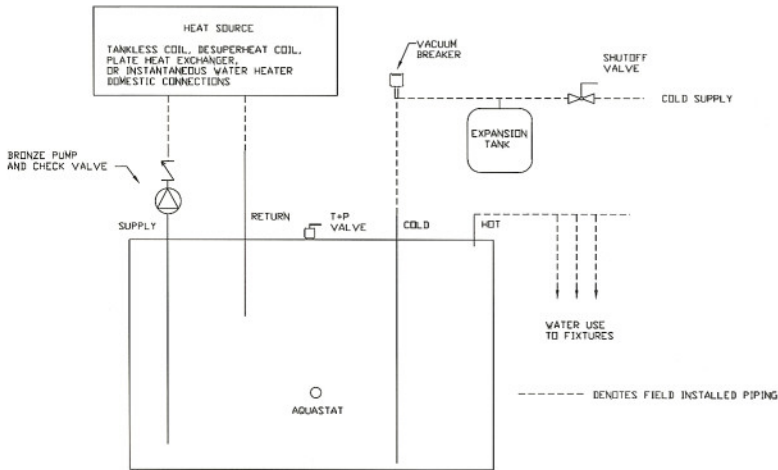 HEAT SOURCE
TANKLESS COIL, DESUPERHEAT COIL,
PLATE HEAT EXCHANGER,
OR INSTANTANEOUS WATER HEATER
DOMESTIC CONNECTIONS
VACUUM
BREAKER
SHUTOFF
VALVE
COLD SUPPLY
EXPANSION
TANK
BRONZE PUMP
AND CHECK VALVE
SUPPLY
RETURN
T+P
VALVE
COLD
HOT
WATER USE
TO FIXTURES
AQUASTAT
DENOTES FIELD INSTALLED PIPING